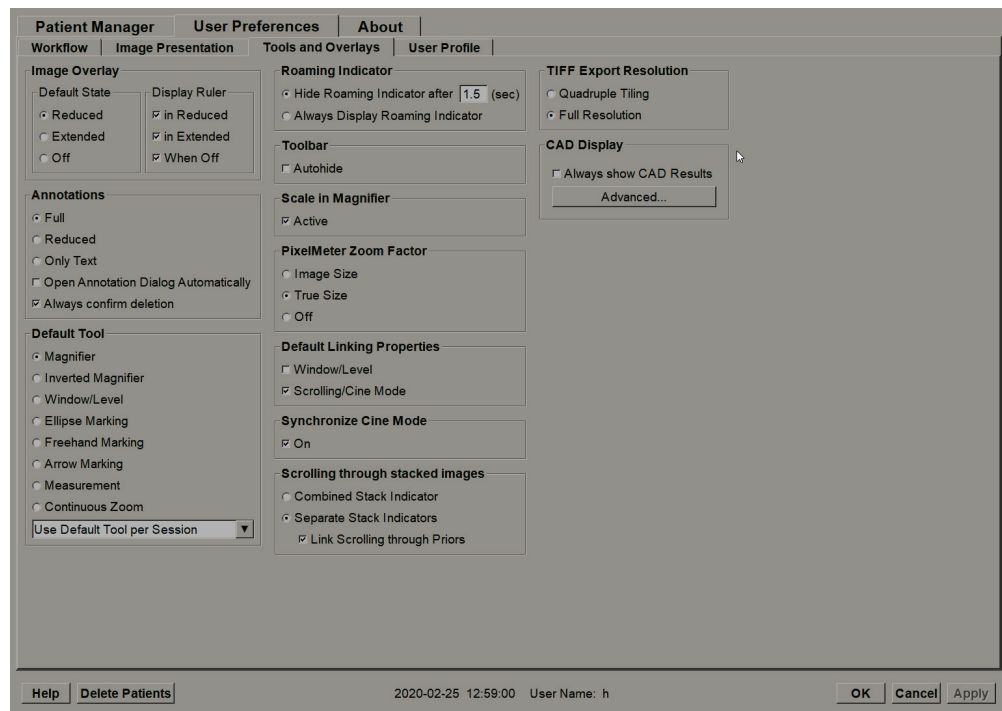 Patient Manager User Preferences About
Workflow Image Presentation Tools and Overlays User Profile
Image Overlay
Default State
Reduced
Extended
Off
Display Ruler
in Reduced
in Extended
When Off
Annotations
Full
Reduced
Only Text
Open Annotation Dialog Automatically
Always confirm deletion
Default Tool
Magnifier
Inverted Magnifier
Window/Level
Ellipse Marking
Freehand Marking
Arrow Marking
Measurement
Continuous Zoom
Use Default Tool per Session
Roaming Indicator
Hide Roaming Indicator after 1.5 (sec)
Always Display Roaming Indicator
Toolbar
Autohide
Scale in Magnifier
Active
PixelMeter Zoom Factor
Image Size
True Size
Off
Default Linking Properties
Window/Level
Scrolling/Cine Mode
Synchronize Cine Mode
On
Scrolling through stacked images
Combined Stack Indicator
Separate Stack Indicators
Link Scrolling through Priors
TIFF Export Resolution
Quadruple Tiling
Full Resolution
CAD Display
Always show CAD Results
Advanced...
Help Delete Patients 2020-02-25 12:59:00 User Name: h OK Cancel Apply